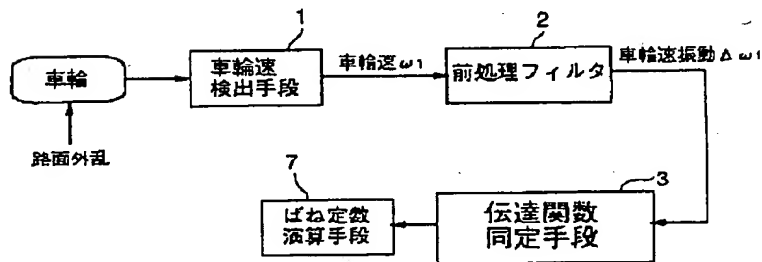 1
2
車輪
車輪速
検出手段
車輪速ω1
前処理フィルタ
車輪速振動Δω1
路面外乱
7
3
ばね定数
演算手段
伝達関数
同定手段